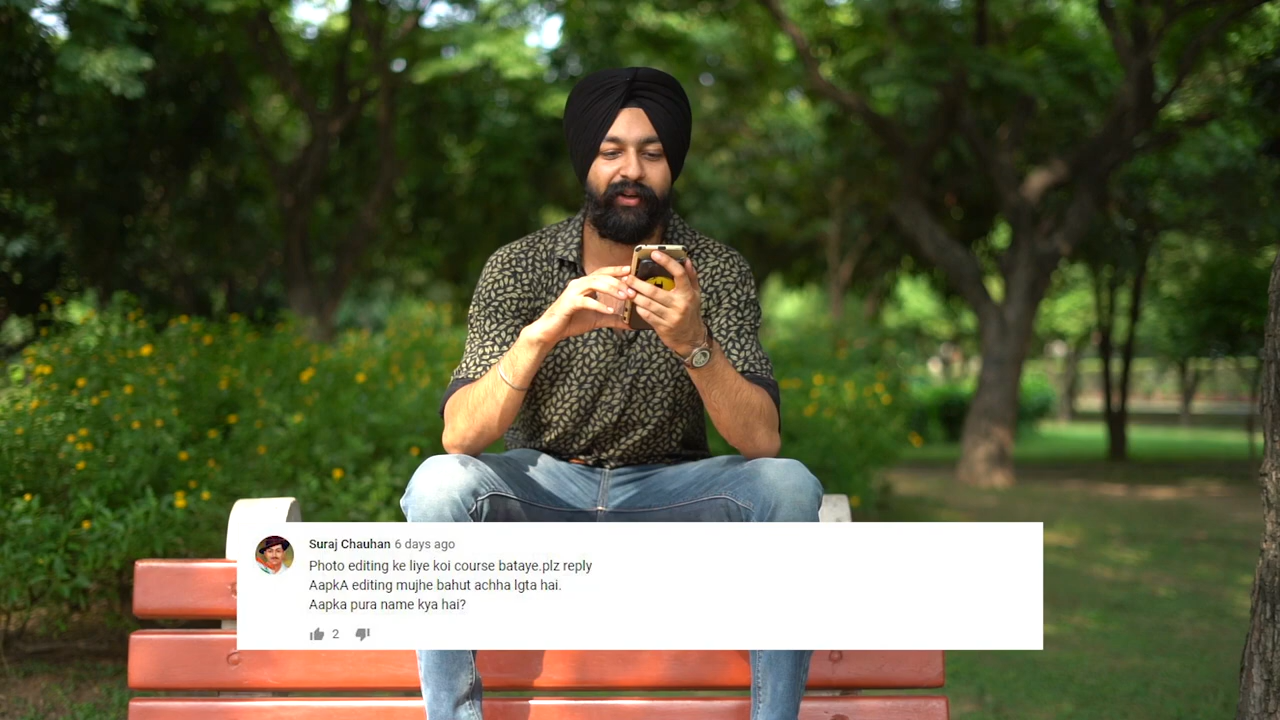 Suraj Chauhan 6 days ago
Photo editing ke liye koi course bataye.plz reply
AapkA editing mujhe bahut achha lgta hai.
Aapka pura name kya hai?
2